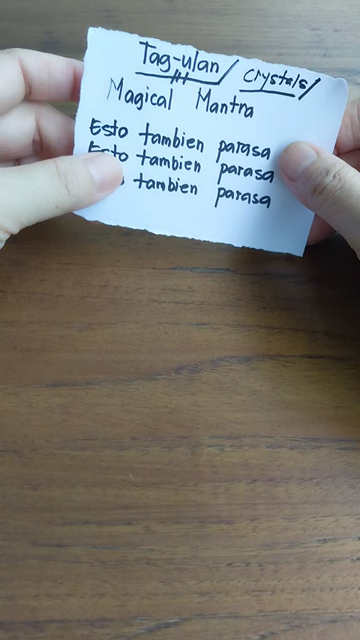 Tag-ulan/ Crystals/
Magical Mantra
Esto tambien parasa
Esto tambien parasa
tambien parasa